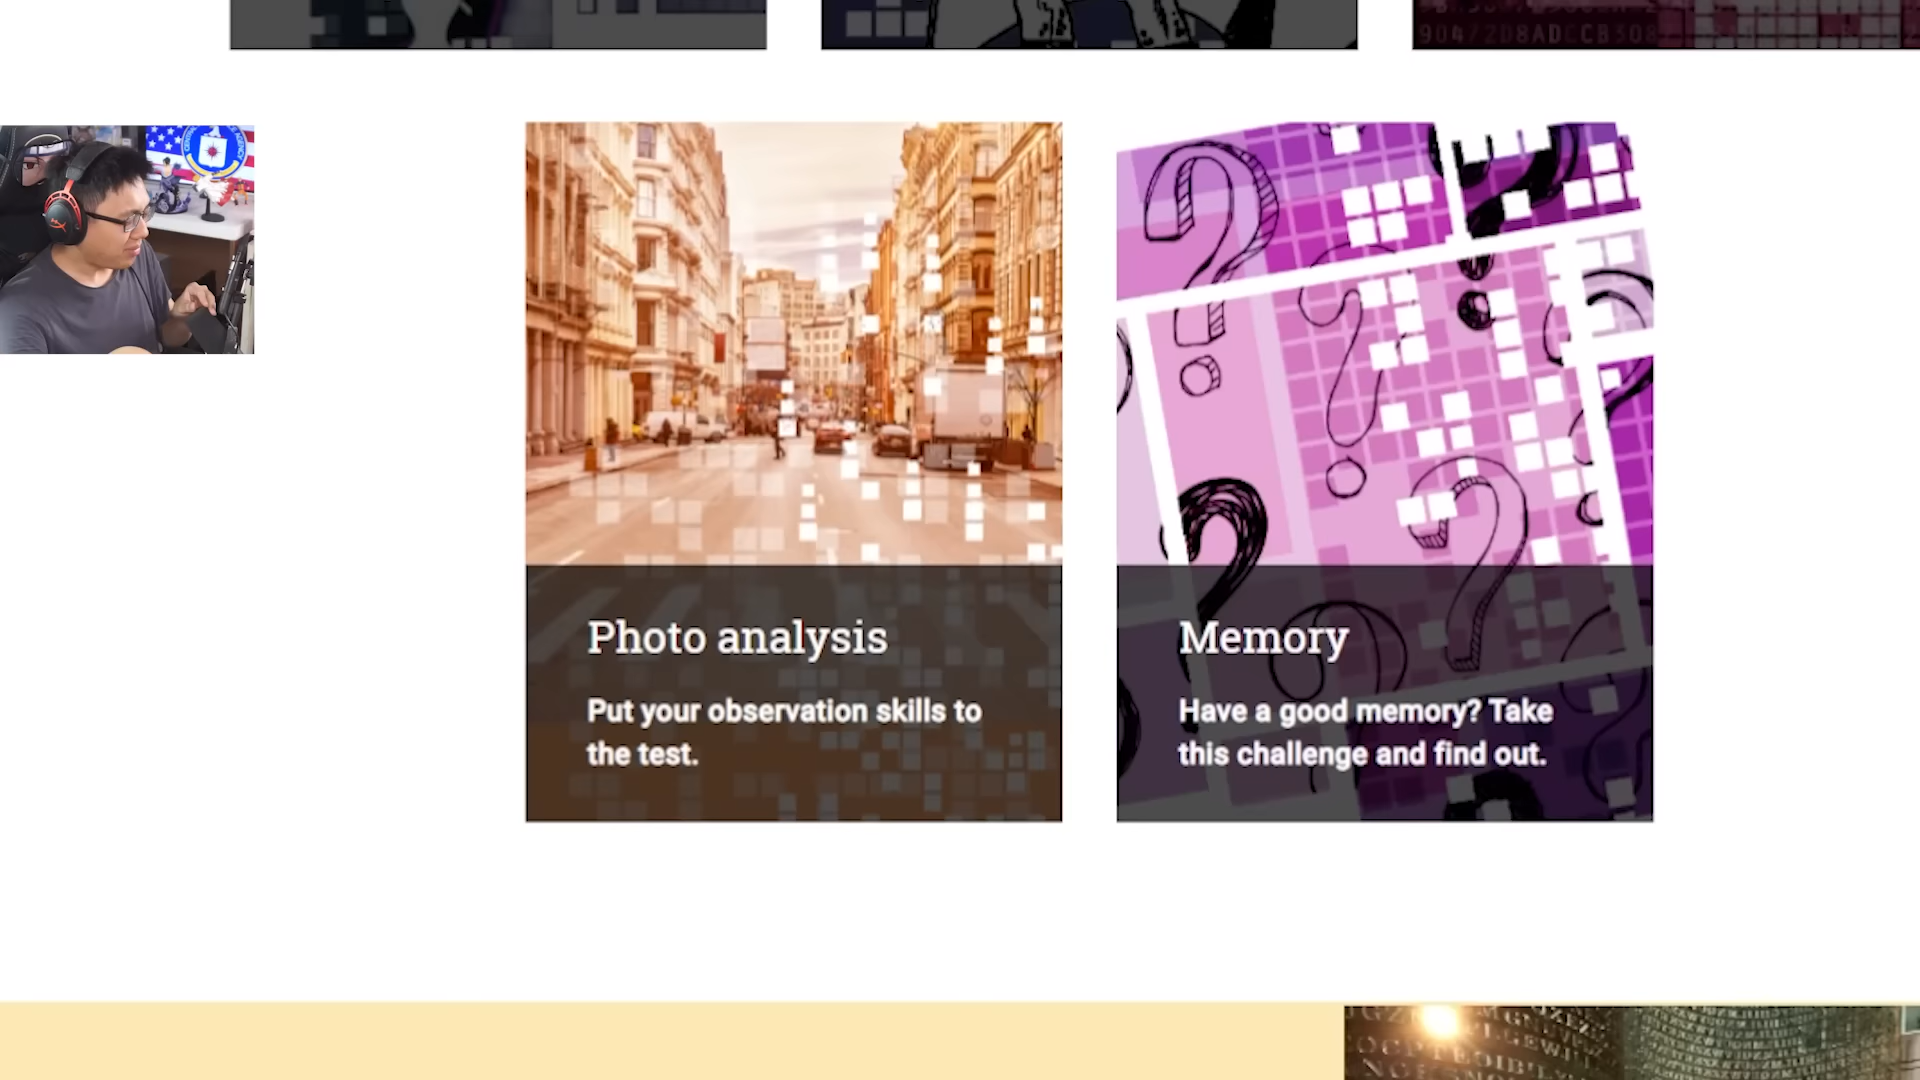 Photo analysis
Put your observation skills to
the test.
Memory
Have a good memory? Take
this challenge and find out.